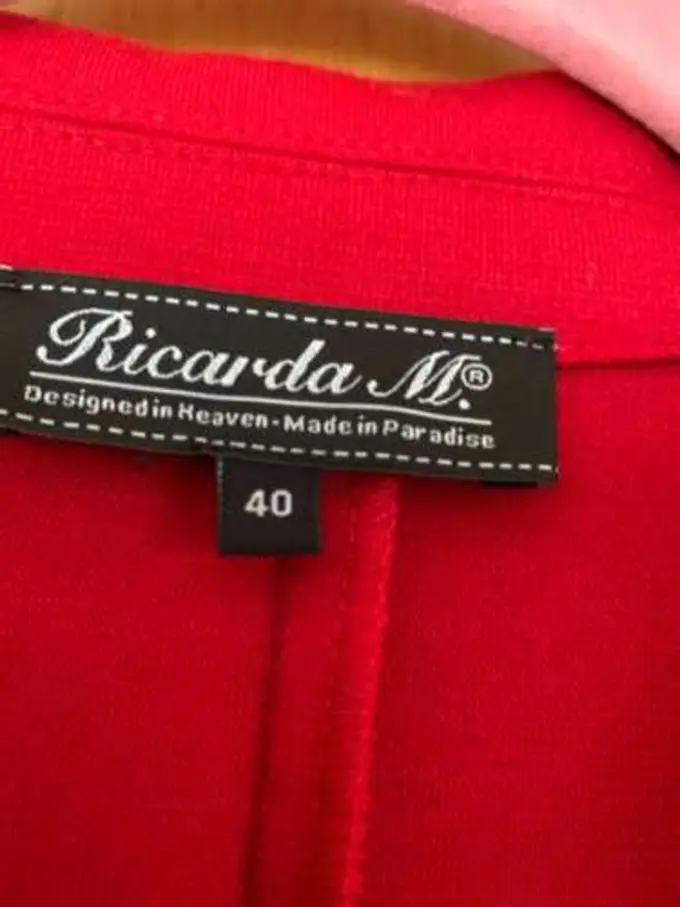 Ricarda M.®
Designed in Heaven - Made in Paradise
40